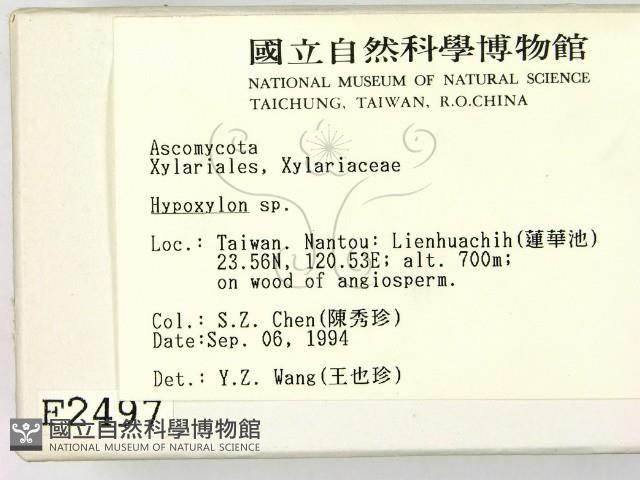 國立自然科學博物館
NATIONAL MUSEUM OF NATURAL SCIENCE
TAICHUNG, TAIWAN, R.O.CHINA
Ascomycota
Xylariales, Xylariaceae
Hypoxylon sp.
Loc.: Taiwan. Nantou: Lienhuachih(蓮華池)
23.56N, 120.53E; alt. 700m;
on wood of angiosperm.
Col.: S.Z. Chen(陳秀珍)
Date:Sep. 06, 1994
Det.: Y.Z. Wang(王也珍)
F2497
國立自然科學博物館
NATIONAL MUSEUM OF NATURAL SCIENCE